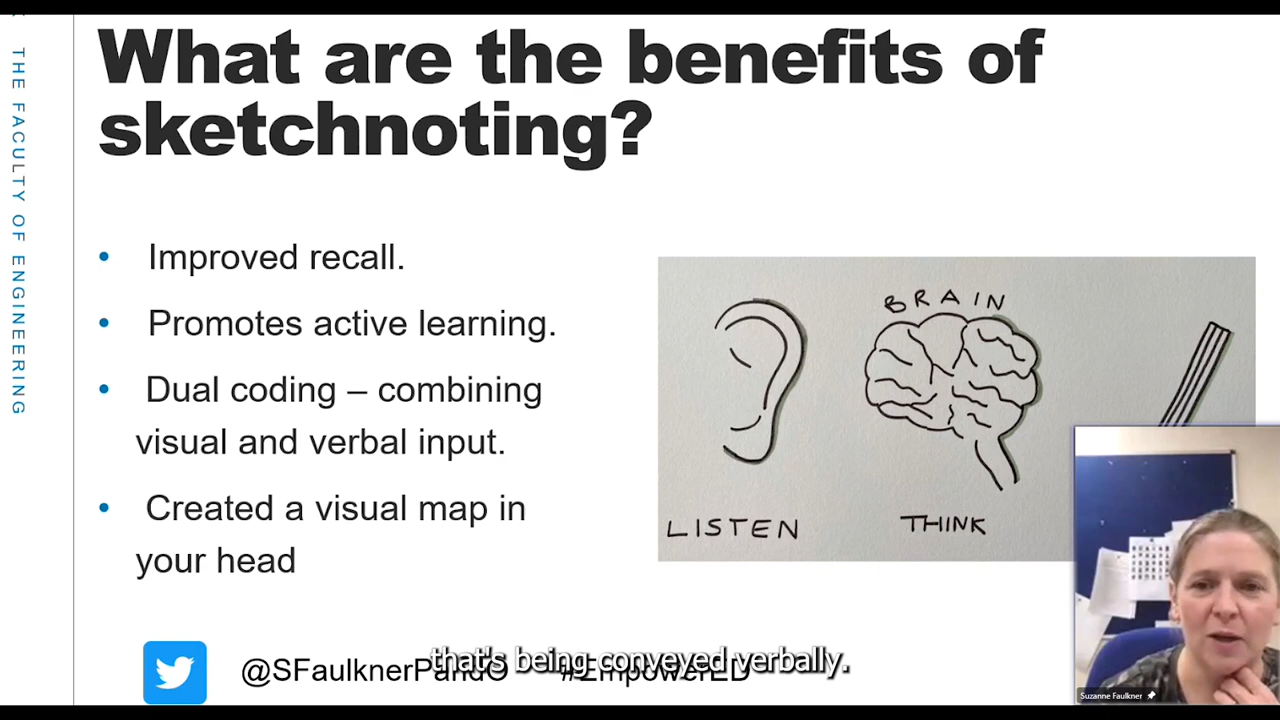 THE FACULTY OF ENGINEERING
What are the benefits of
sketchnoting?
• Improved recall.
• Promotes active learning.
• Dual coding – combining
visual and verbal input.
• Created a visual map in
your head
BRAIN
LISTEN
THINK
@SFaulknerPandO #EmpowerED
that's being conveyed verbally.
Suzanne Faulkner